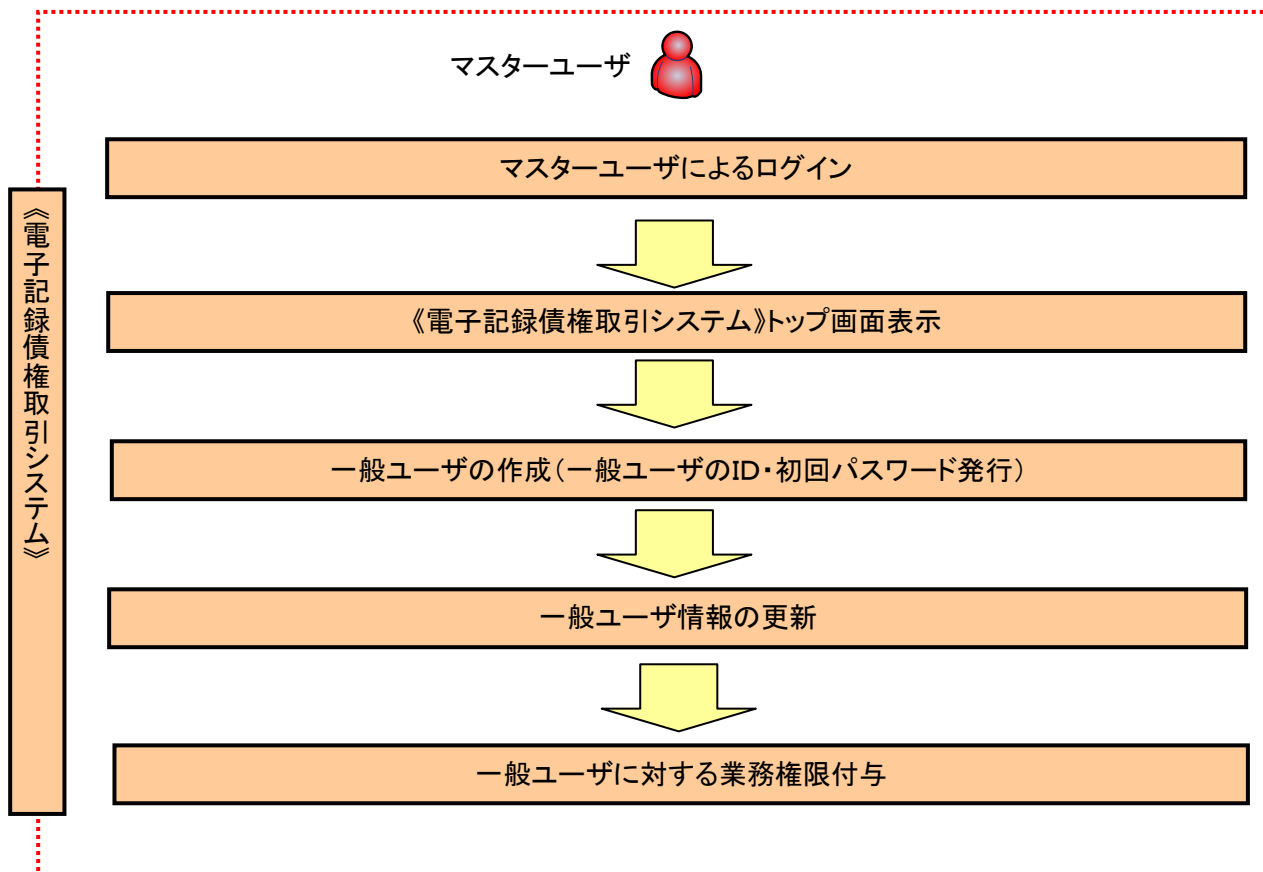 マスターユーザ
マスターユーザによるログイン
《電子記録債権取引システム》トップ画面表示
一般ユーザの作成(一般ユーザのID・初回パスワード発行)
一般ユーザ情報の更新
一般ユーザに対する業務権限付与
《電子記録債権取引システム》